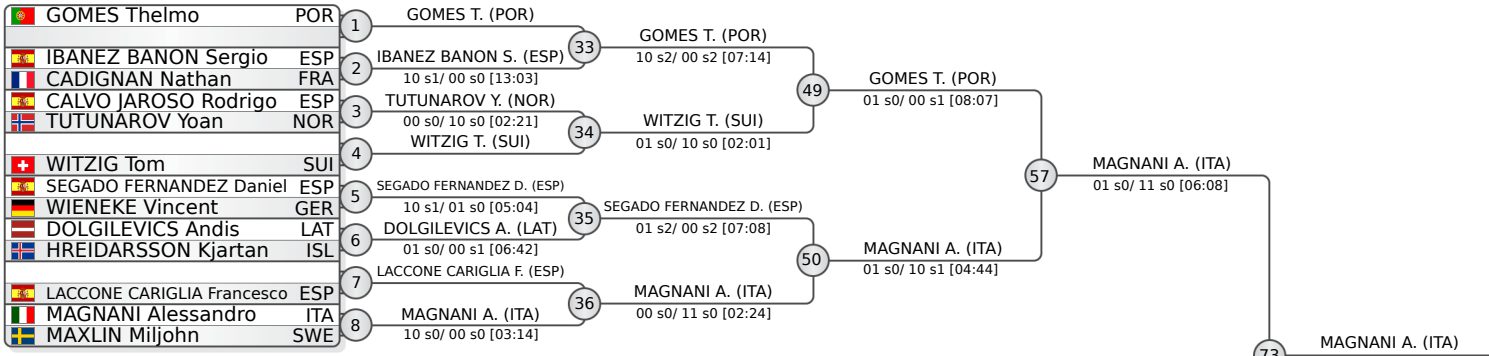 GOMES Thelmo POR
IBANEZ BANON Sergio ESP
CADIGNAN Nathan FRA
CALVO JAROSO Rodrigo ESP
TUTUNAROV Yoan NOR
WITZIG Tom SUI
SEGADO FERNANDEZ Daniel ESP
WIENEKE Vincent GER
DOLGILEVICS Andis LAT
HREIDARSSON Kjartan ISL
LACCONE CARIGLIA Francesco ESP
MAGNANI Alessandro ITA
MAXLIN Miljohn SWE
1
2
3
4
5
6
7
8
GOMES T. (POR)
IBANEZ BANON S. (ESP)
10 s1/ 00 s0 [13:03]
TUTUNAROV Y. (NOR)
00 s0/ 10 s0 [02:21]
WITZIG T. (SUI)
SEGADO FERNANDEZ D. (ESP)
10 s1/ 01 s0 [05:04]
DOLGILEVICS A. (LAT)
01 s0/ 00 s1 [06:42]
LACCONE CARIGLIA F. (ESP)
MAGNANI A. (ITA)
10 s0/ 00 s0 [03:14]
33
34
35
36
GOMES T. (POR)
10 s2/ 00 s2 [07:14]
WITZIG T. (SUI)
01 s0/ 10 s0 [02:01]
SEGADO FERNANDEZ D. (ESP)
01 s2/ 00 s2 [07:08]
MAGNANI A. (ITA)
00 s0/ 11 s0 [02:24]
49
50
GOMES T. (POR)
01 s0/ 00 s1 [08:07]
MAGNANI A. (ITA)
01 s0/ 10 s1 [04:44]
57
MAGNANI A. (ITA)
01 s0/ 11 s0 [06:08]
73
MAGNANI A. (ITA)